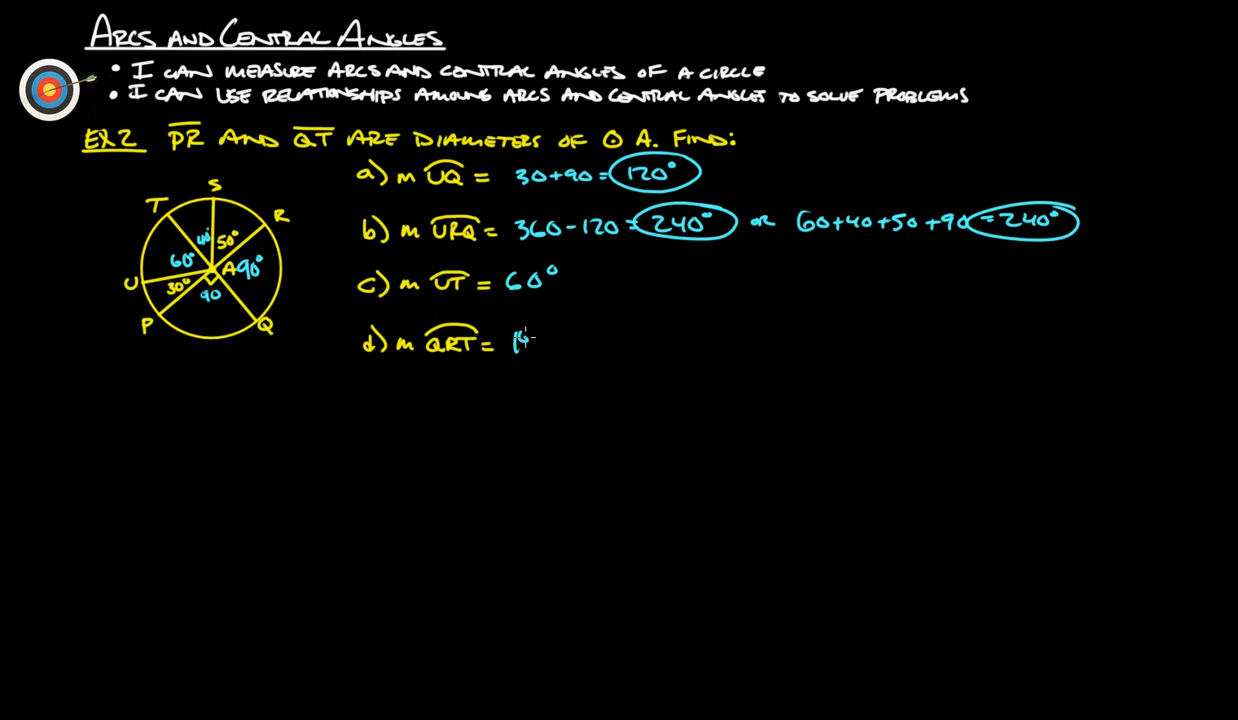 ARCS AND CENTRAL ANGLES
• I CAN MEASURE ARCS AND CENTRAL ANGLES OF A CIRCLE
• I CAN USE RELATIONSHIPS AMONG ARCS AND CENTRAL ANGLES TO SOLVE PROBLEMS
EX2 P̅R̅ AND Q̅T̅ ARE DIAMETERS OF ⊙ A. FIND:
a) m UQ = 30+90=120°
b) m URQ = 360-120=240° or 60+40+50+90=240°
c) m UT = 60°
d) m QRT =
S
T
R
40°
50°
60°
A
90°
U
30°
90
P
Q